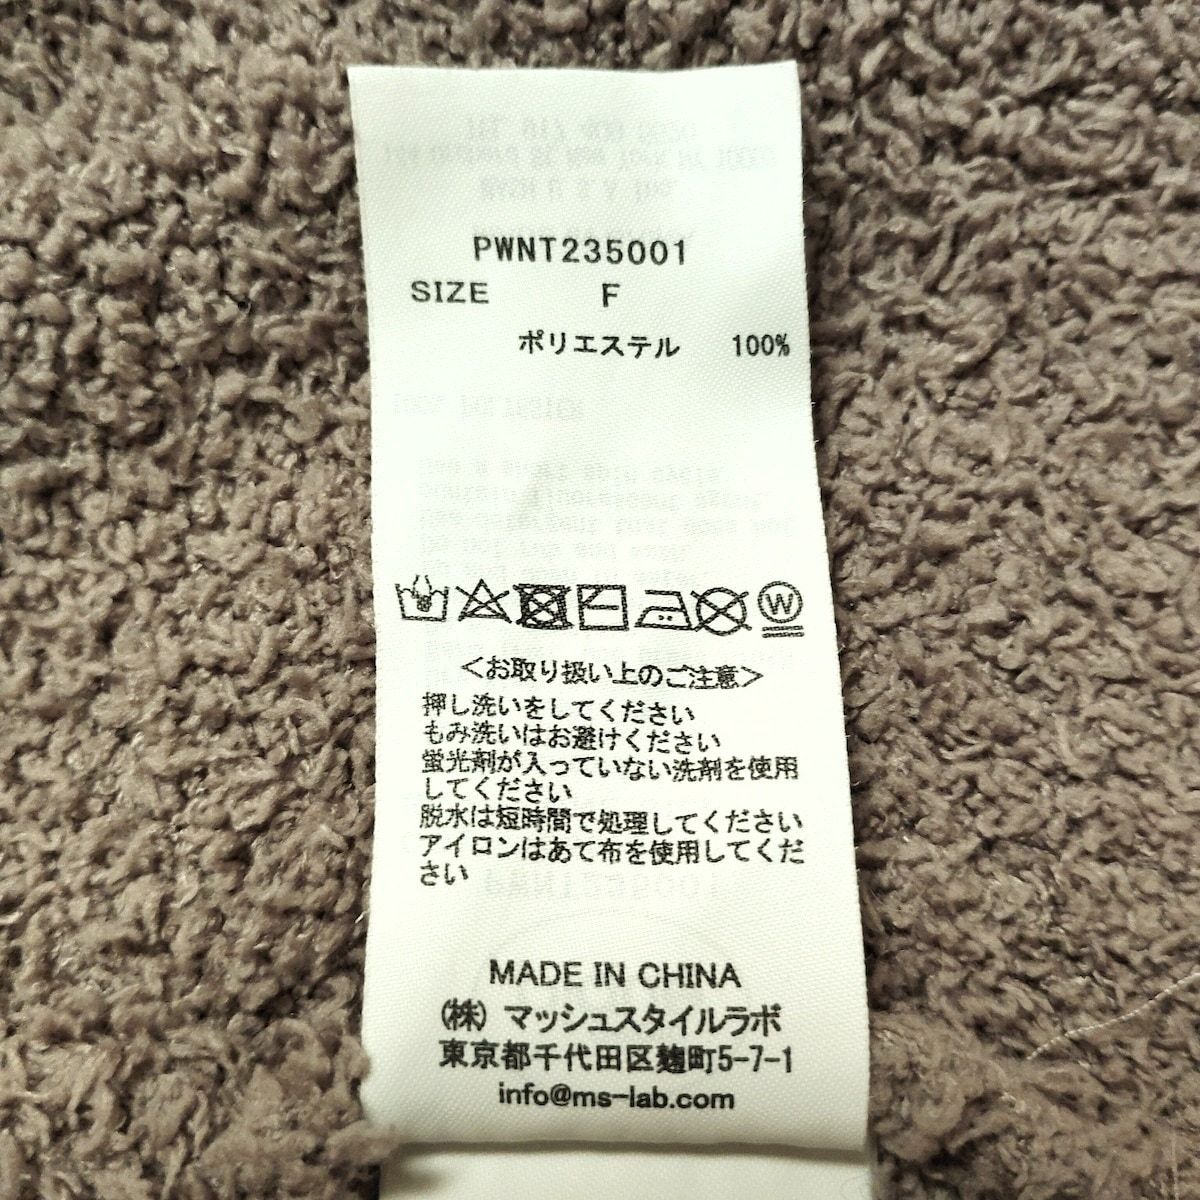 PWNT235001
SIZE F
ポリエステル 100%
W
<お取り扱い上のご注意>
押し洗いをしてください
もみ洗いはお避けください
蛍光剤が入っていない洗剤を使用
してください
脱水は短時間で処理してください
アイロンはあて布を使用してくだ
さい
MADE IN CHINA
(株) マッシュスタイルラボ
東京都千代田区麹町5-7-1
info@ms-lab.com